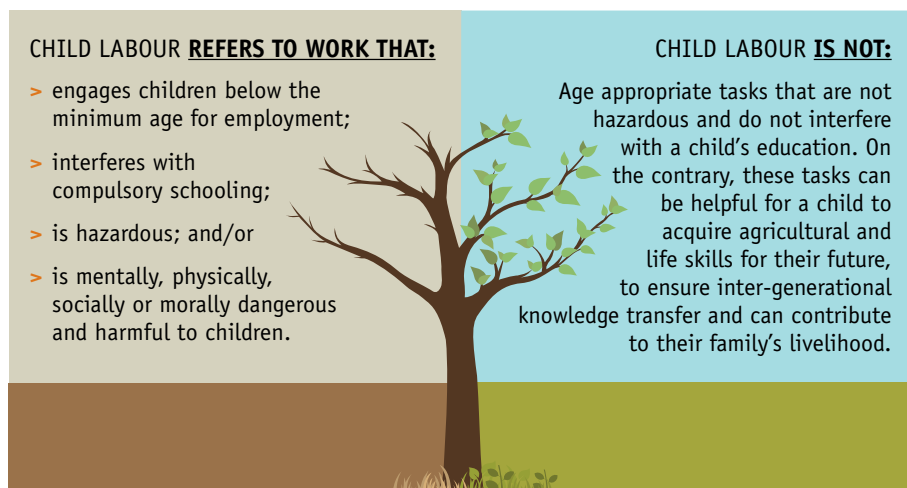 CHILD LABOUR REFERS TO WORK THAT:
> engages children below the
minimum age for employment;
> interferes with
compulsory schooling;
> is hazardous; and/or
> is mentally, physically,
socially or morally dangerous
and harmful to children.
CHILD LABOUR IS NOT:
Age appropriate tasks that are not
hazardous and do not interfere
with a child’s education. On
the contrary, these tasks can
be helpful for a child to
acquire agricultural and
life skills for their future,
to ensure inter-generational
knowledge transfer and can contribute
to their family’s livelihood.